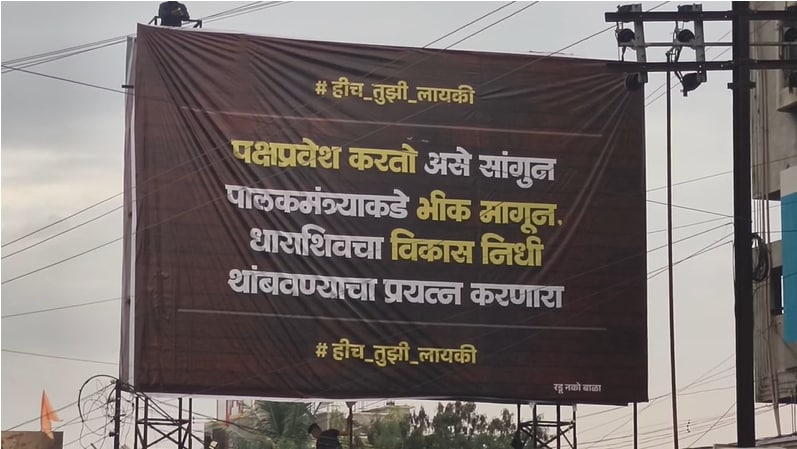 # हीच_तुझी_लायकी
पक्षप्रवेश करतो असे सांगुन
पालकमंत्र्याकडे भीक मागून,
धाराशिवचा विकास निधी
थांबवण्याचा प्रयत्न करणारा
# हीच_तुझी_लायकी
रडू नको बाळा